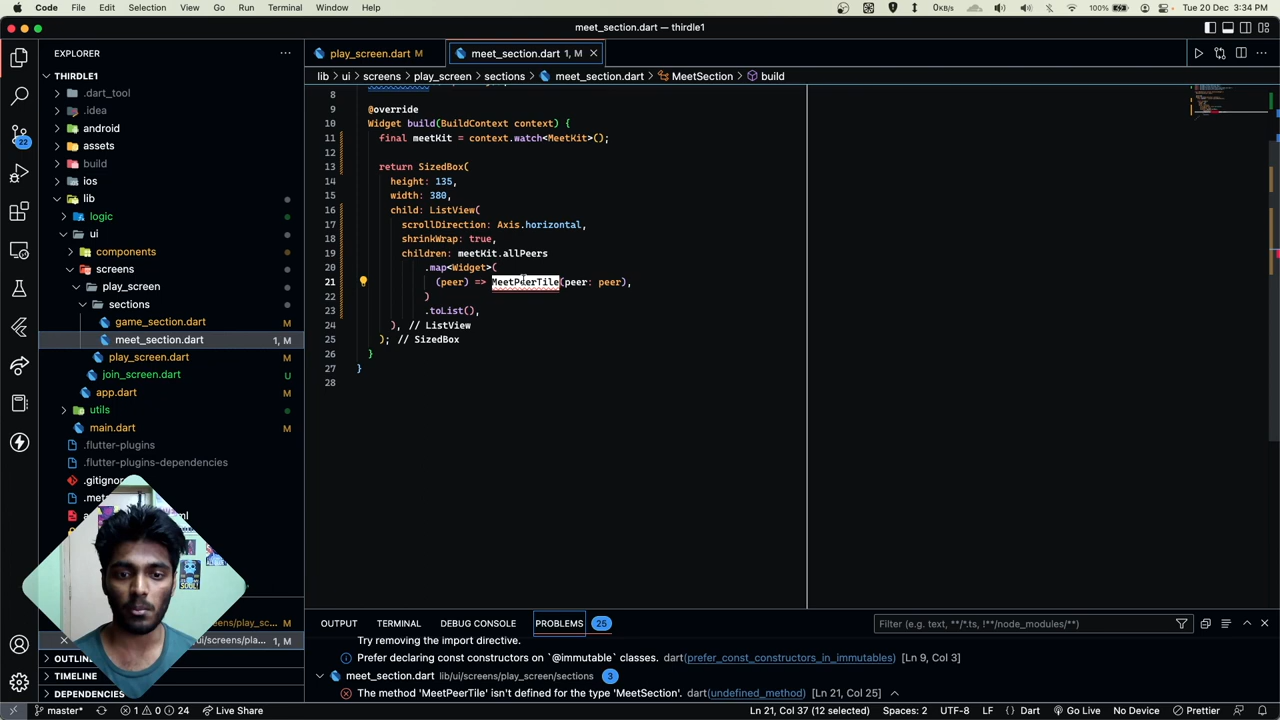 Code File Edit Selection View Go Run Terminal Window Help
0KB/s 100% Tue 20 Dec 3:34 PM
meet_section.dart — thirdle1
EXPLORER
play_screen.dart M
meet_section.dart 1, M
THIRDLE1
lib > ui > screens > play_screen > sections > meet_section.dart > MeetSection > build
.dart_tool
.idea
android
assets
build
ios
lib
logic
ui
components
screens
play_screen
sections
game_section.dart M
meet_section.dart 1, M
play_screen.dart M
join_screen.dart U
app.dart M
utils
main.dart M
.flutter-plugins
.flutter-plugins-dependencies
.gitignor
22
8
9 @override
10 Widget build(BuildContext context) {
11 final meetKit = context.watch<MeetKit>();
12
13 return SizedBox(
14 height: 135,
15 width: 380,
16 child: ListView(
17 scrollDirection: Axis.horizontal,
18 shrinkWrap: true,
19 children: meetKit.allPeers
20 .map<Widget>(
21 (peer) => MeetPeerTile(peer: peer),
22 )
23 .toList(),
24 ), // ListView
25 ); // SizedBox
26 }
27 }
28
/ui/screens/play_sc... M
ui/screens/play_scr... 1, M
OUTLIN
TIMELINE
DEPENDENCIES
OUTPUT TERMINAL DEBUG CONSOLE PROBLEMS 25
Filter (e.g. text, **/*.ts, !**/node_modules/**)
Try removing the import directive.
Prefer declaring const constructors on `@immutable` classes. dart(prefer_const_constructors_in_immutables) [Ln 9, Col 3]
meet_section.dart lib/ui/screens/play_screen/sections 3
The method 'MeetPeerTile' isn't defined for the type 'MeetSection'. dart(undefined_method) [Ln 21, Col 25]
master* 1 0 24 Live Share
Ln 21, Col 37 (12 selected) Spaces: 2 UTF-8 LF { } Dart Go Live No Device Prettier